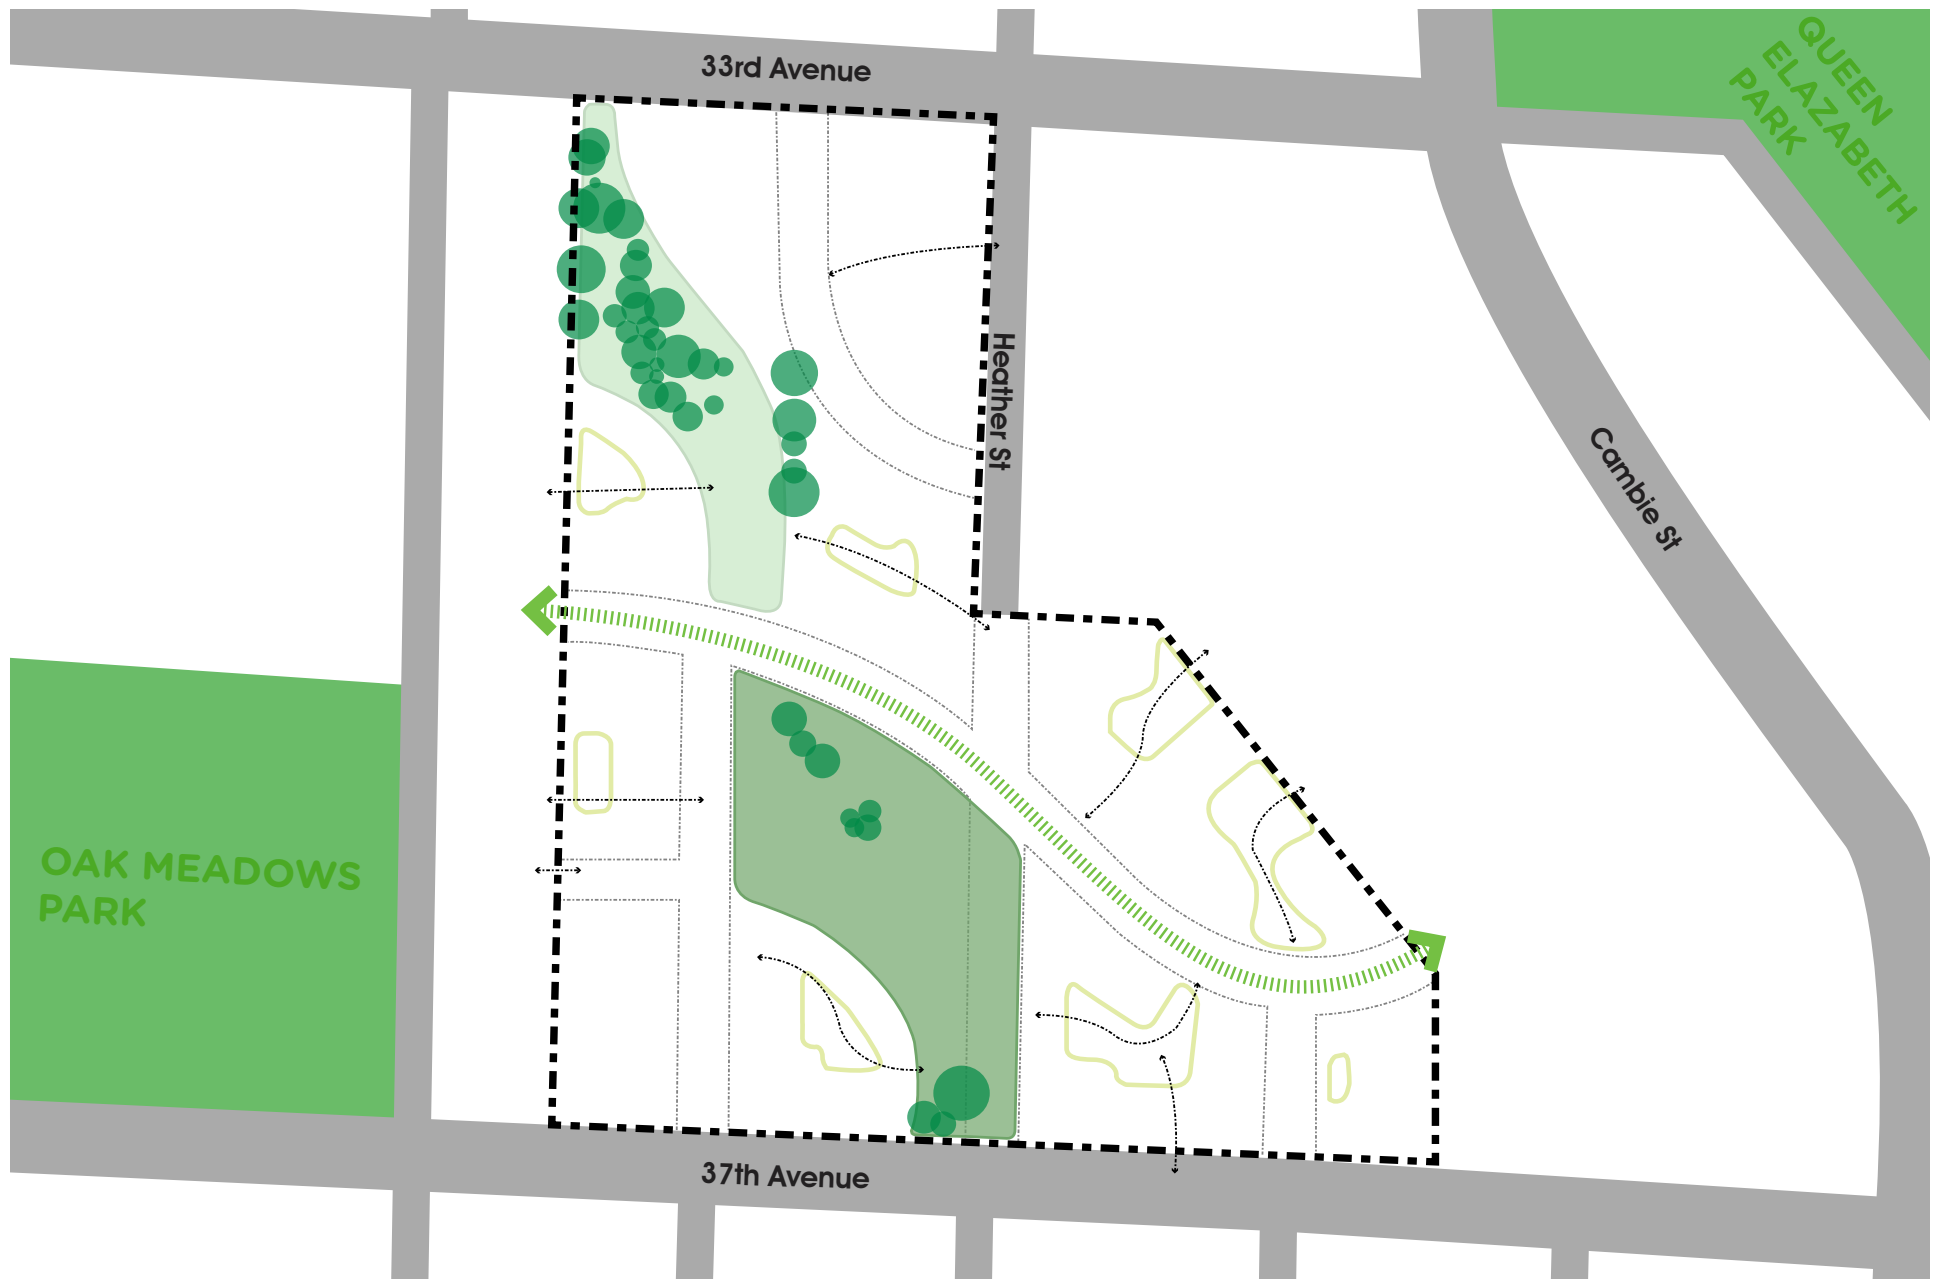 33rd Avenue
QUEEN
ELAZABETH
PARK
Heather St
Cambie St
OAK MEADOWS
PARK
37th Avenue